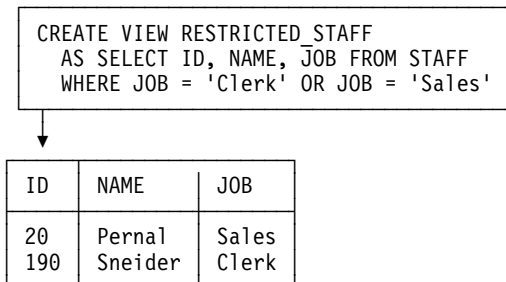 CREATE VIEW RESTRICTED_STAFF
AS SELECT ID, NAME, JOB FROM STAFF
WHERE JOB = 'Clerk' OR JOB = 'Sales'
ID NAME JOB
20 Pernal Sales
190 Sneider Clerk